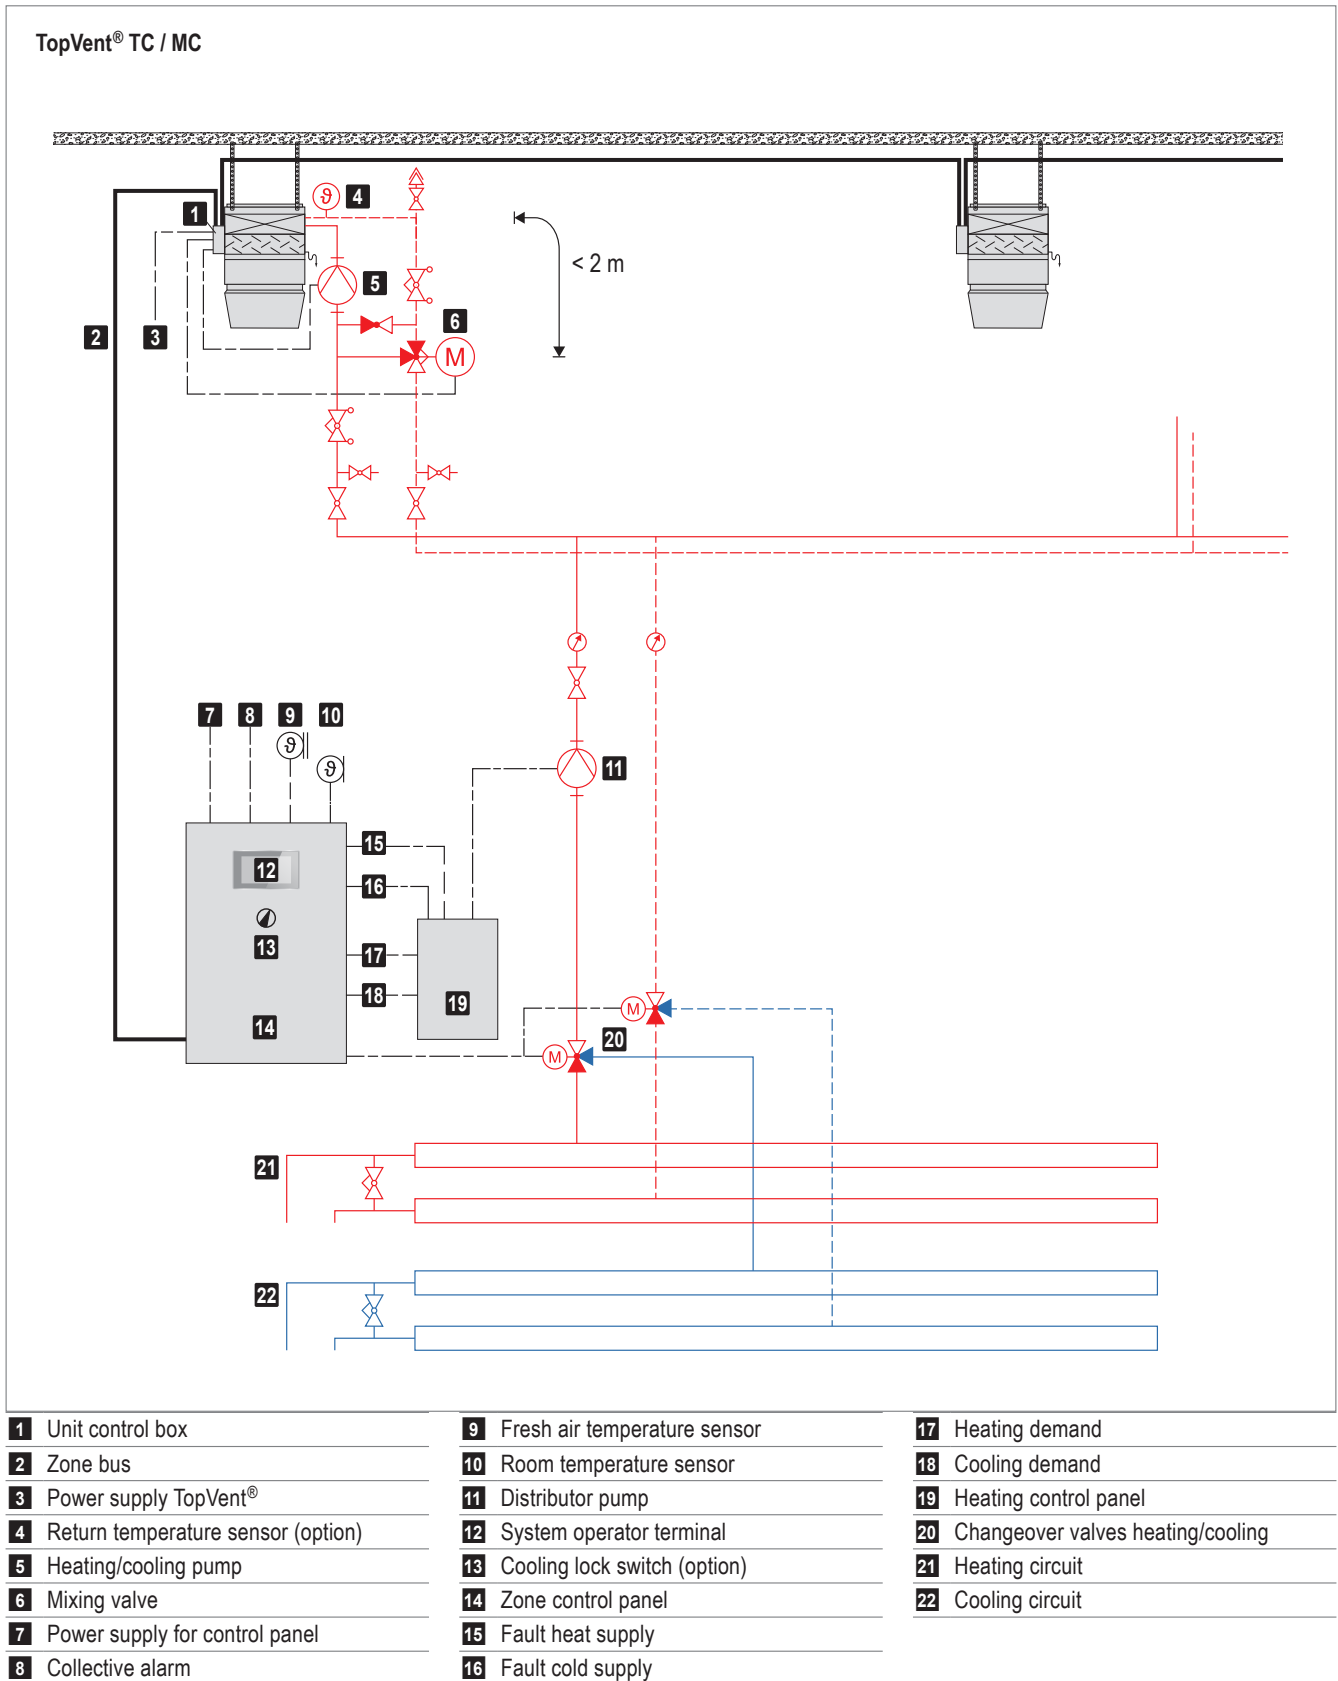 TopVent® TC / MC
ϑ 4
1
5
< 2 m
6
M
2 3
7 8 9 10
ϑ
ϑ
11
15
12
16
13
17
18 19
14
M
20
M
21
22
1 Unit control box
2 Zone bus
3 Power supply TopVent®
4 Return temperature sensor (option)
5 Heating/cooling pump
6 Mixing valve
7 Power supply for control panel
8 Collective alarm
9 Fresh air temperature sensor
10 Room temperature sensor
11 Distributor pump
12 System operator terminal
13 Cooling lock switch (option)
14 Zone control panel
15 Fault heat supply
16 Fault cold supply
17 Heating demand
18 Cooling demand
19 Heating control panel
20 Changeover valves heating/cooling
21 Heating circuit
22 Cooling circuit